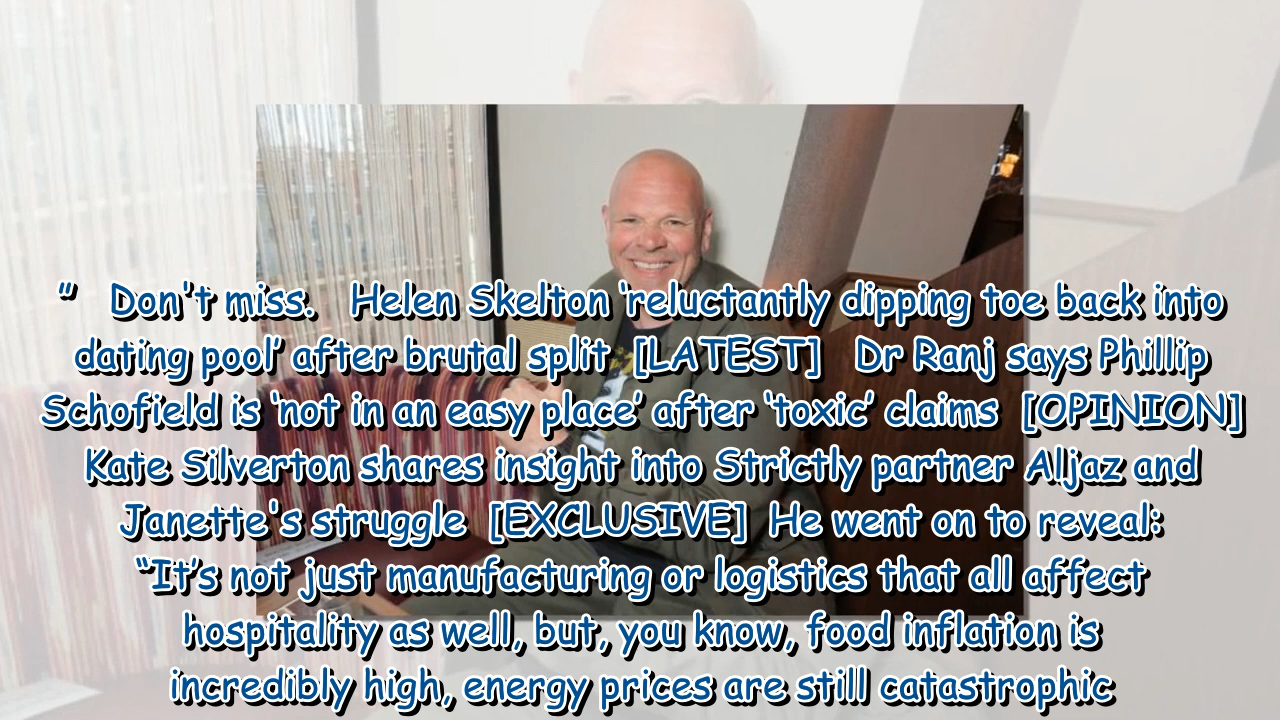 ” Don't miss. Helen Skelton ‘reluctantly dipping toe back into
dating pool’ after brutal split [LATEST] Dr Ranj says Phillip
Schofield is ‘not in an easy place’ after ‘toxic’ claims [OPINION]
Kate Silverton shares insight into Strictly partner Aljaz and
Janette's struggle [EXCLUSIVE] He went on to reveal:
“It’s not just manufacturing or logistics that all affect
hospitality as well, but, you know, food inflation is
incredibly high, energy prices are still catastrophic